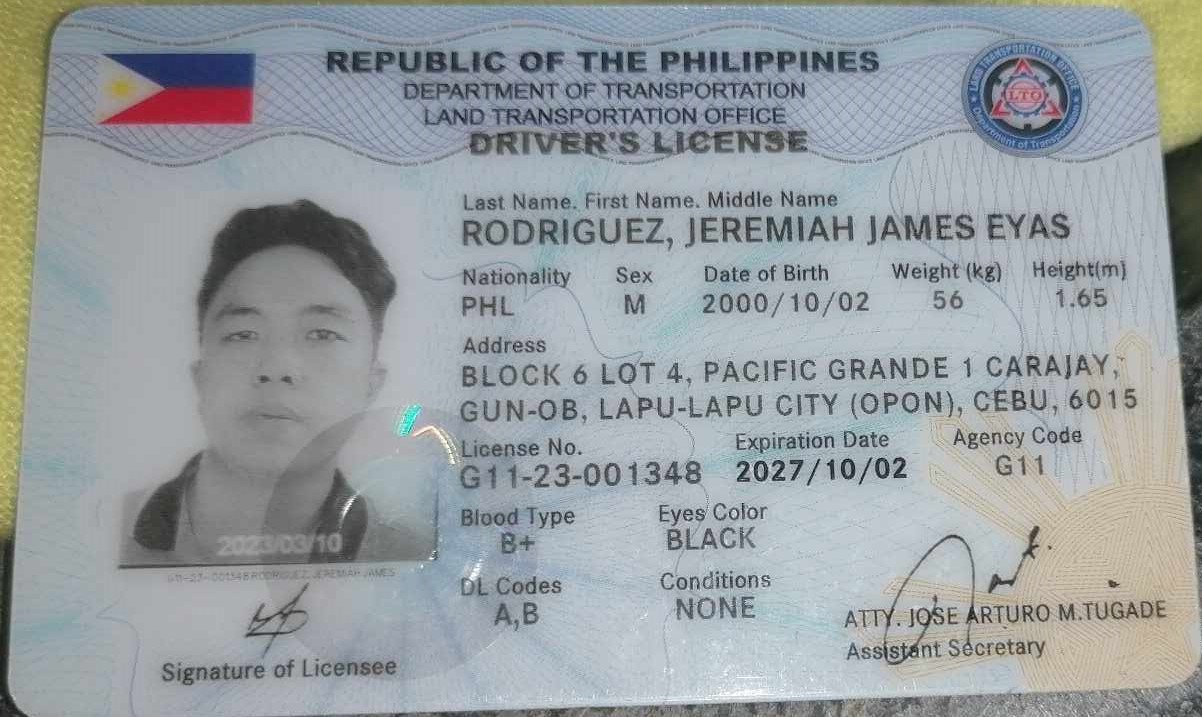 REPUBLIC OF THE PHILIPPINES
DEPARTMENT OF TRANSPORTATION
LAND TRANSPORTATION OFFICE
DRIVER'S LICENSE
LAND TRANSPORTATION OFFICE
LTO
Department of Transportation
Last Name. First Name. Middle Name
RODRIGUEZ, JEREMIAH JAMES EYAS
Nationality Sex Date of Birth Weight (kg) Height(m)
PHL M 2000/10/02 56 1.65
Address
BLOCK 6 LOT 4, PACIFIC GRANDE 1 CARAJAY,
GUN-OB, LAPU-LAPU CITY (OPON), CEBU, 6015
License No. Expiration Date Agency Code
G11-23-001348 2027/10/02 G11
Blood Type Eyes Color
B+ BLACK
DL Codes Conditions
A,B NONE
2023/03/10
G11-23-001348 RODRIGUEZ, JEREMIAH JAMES
Signature of Licensee
ATTY. JOSE ARTURO M.TUGADE
Assistant Secretary